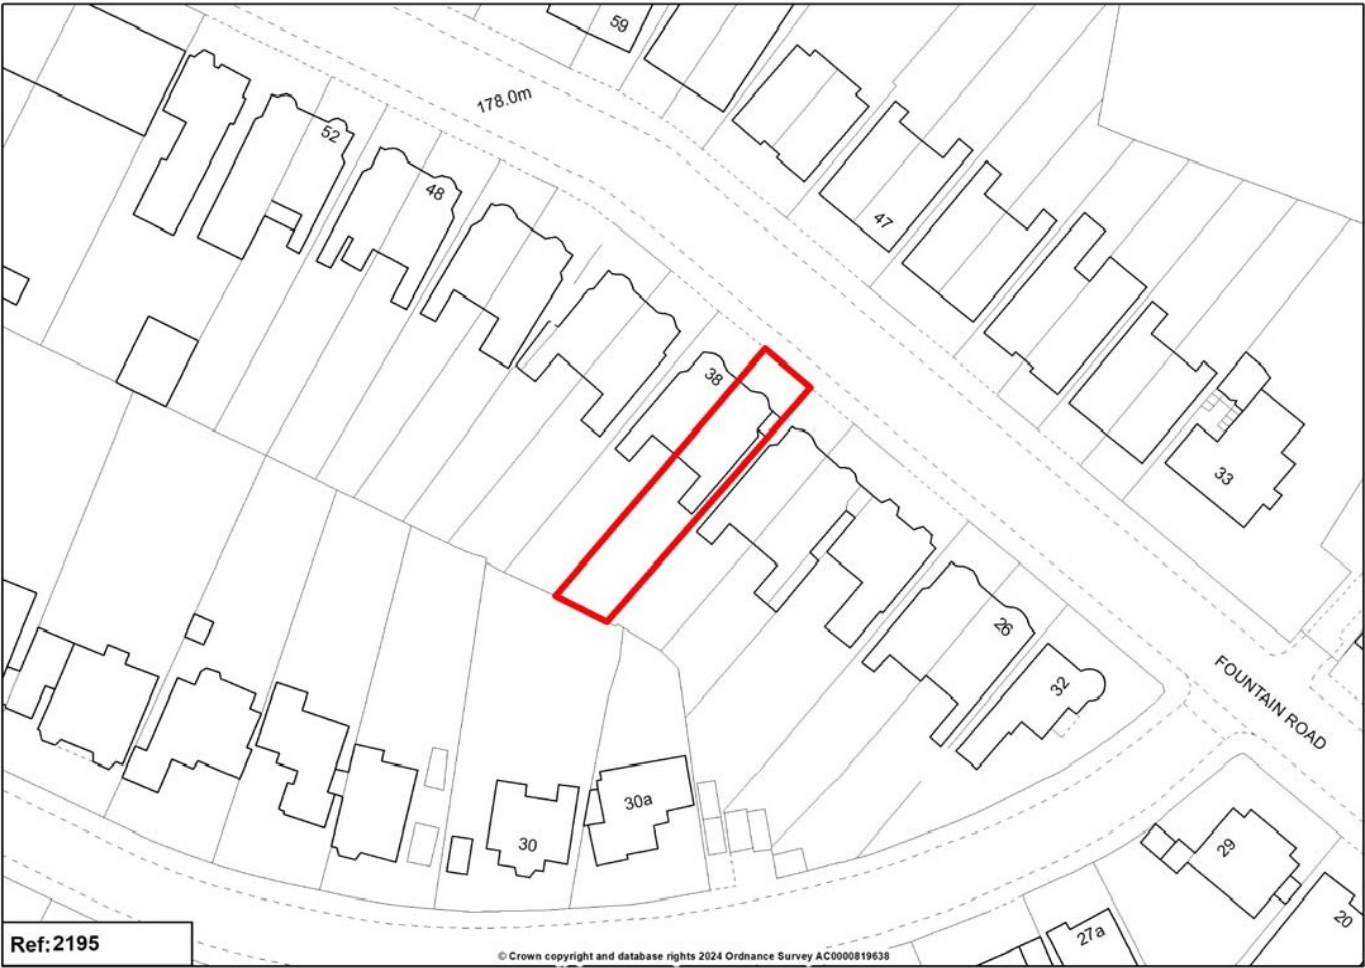 59
178.0m
52
48
47
38
33
26
32
FOUNTAIN ROAD
30a
30
29
20
27a
Ref:2195
© Crown copyright and database rights 2024 Ordnance Survey AC0000819638